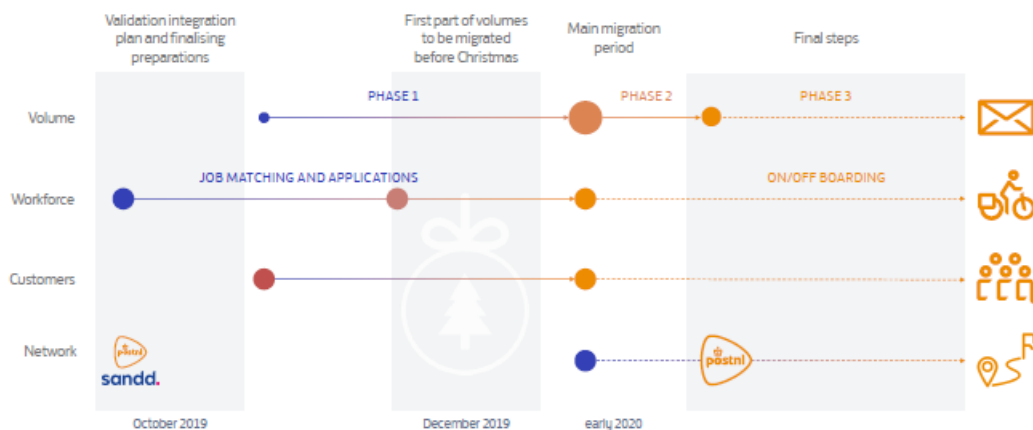 Validation integration
plan and finalising
preparations
First part of volumes
to be migrated
before Christmas
Main migration
period
Final steps
Volume
PHASE 1
PHASE 2
PHASE 3
Workforce
JOB MATCHING AND APPLICATIONS
ON/OFF BOARDING
Customers
Network
postnl
sandd.
postnl
October 2019
December 2019
early 2020